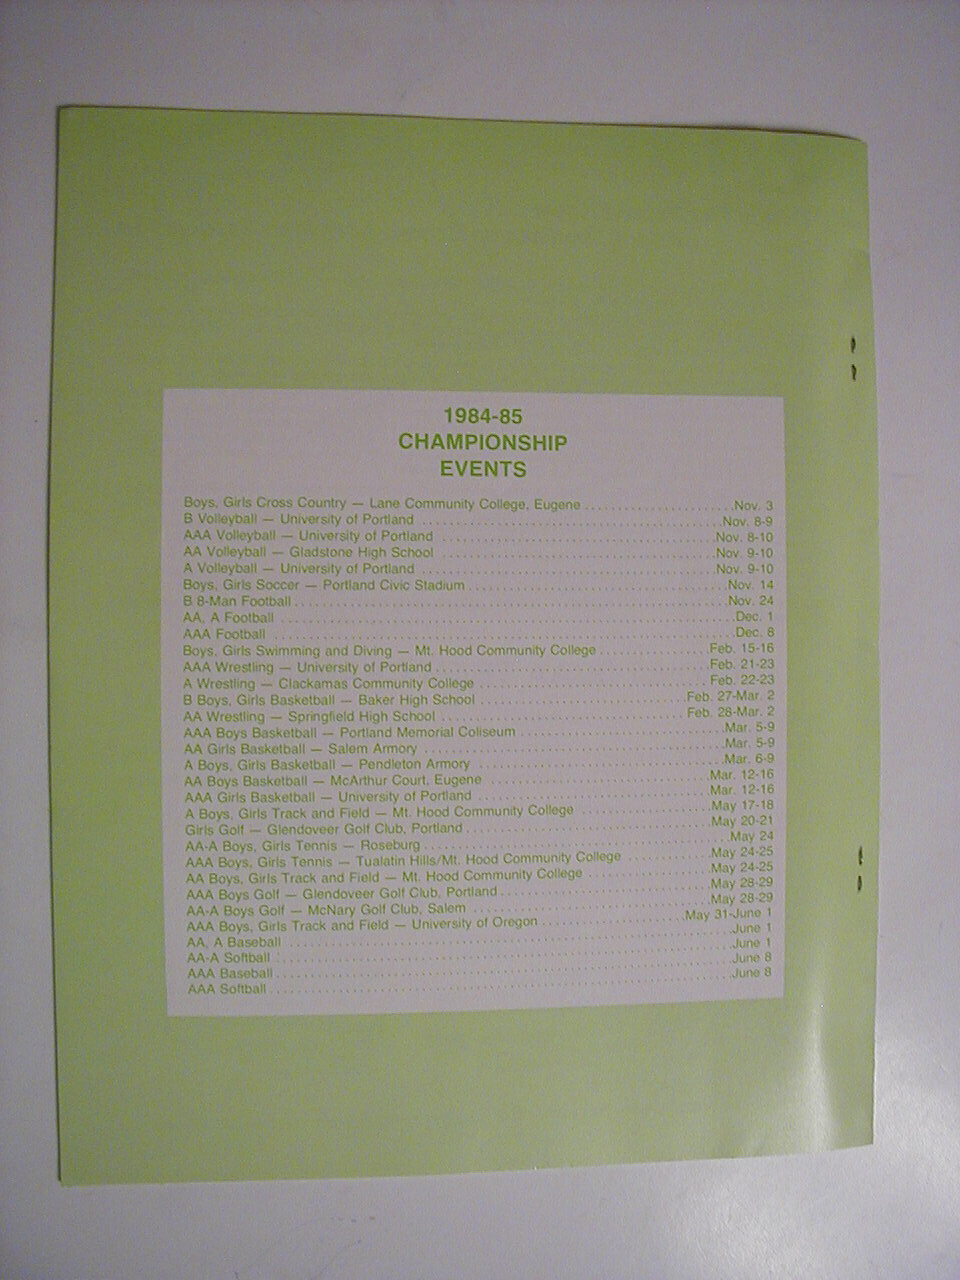 1984-85
CHAMPIONSHIP
EVENTS
Boys, Girls Cross Country — Lane Community College, Eugene ........ Nov. 3
B Volleyball — University of Portland ........ Nov. 8-9
AAA Volleyball — University of Portland ........ Nov. 8-10
AA Volleyball — Gladstone High School ........ Nov. 9-10
A Volleyball — University of Portland ........ Nov. 9-10
Boys, Girls Soccer — Portland Civic Stadium ........ Nov. 14
B 8-Man Football ........ Nov. 24
AA, A Football ........ Dec. 1
AAA Football ........ Dec. 8
Boys, Girls Swimming and Diving — Mt. Hood Community College ........ Feb. 15-16
AAA Wrestling — University of Portland ........ Feb. 21-23
A Wrestling — Clackamas Community College ........ Feb. 22-23
B Boys, Girls Basketball — Baker High School ........ Feb. 27-Mar. 2
AA Wrestling — Springfield High School ........ Feb. 28-Mar. 2
AAA Boys Basketball — Portland Memorial Coliseum ........ Mar. 5-9
AA Girls Basketball — Salem Armory ........ Mar. 5-9
A Boys, Girls Basketball — Pendleton Armory ........ Mar. 6-9
AA Boys Basketball — McArthur Court, Eugene ........ Mar. 12-16
AAA Girls Basketball — University of Portland ........ Mar. 12-16
A Boys, Girls Track and Field — Mt. Hood Community College ........ May 17-18
Girls Golf — Glendoveer Golf Club, Portland ........ May 20-21
AA-A Boys, Girls Tennis — Roseburg ........ May 24
AAA Boys, Girls Tennis — Tualatin Hills/Mt. Hood Community College ........ May 24-25
AA Boys, Girls Track and Field — Mt. Hood Community College ........ May 24-25
AAA Boys Golf — Glendoveer Golf Club, Portland ........ May 28-29
AA-A Boys Golf — McNary Golf Club, Salem ........ May 28-29
AAA Boys, Girls Track and Field — University of Oregon ........ May 31-June 1
AA, A Baseball ........ June 1
AA-A Softball ........ June 1
AAA Baseball ........ June 8
AAA Softball ........ June 8